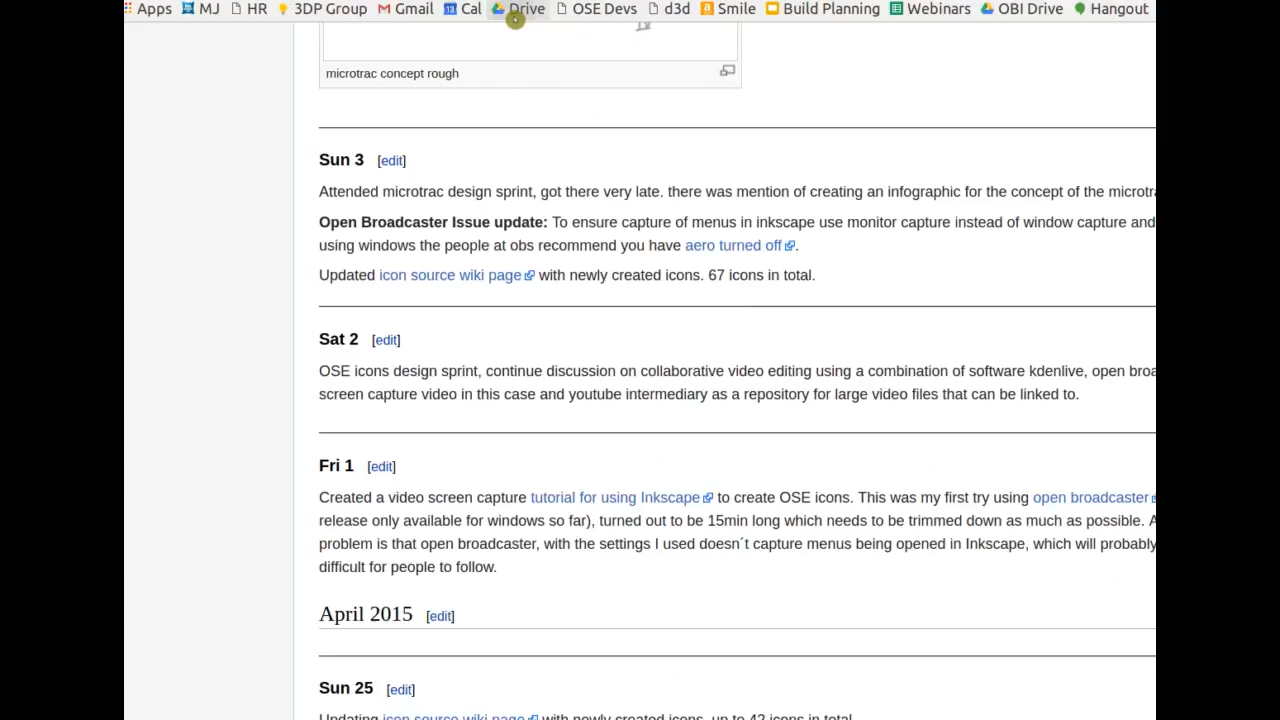 Apps MJ HR 3DP Group Gmail 13 Cal Drive OSE Devs d3d Smile Build Planning Webinars OBI Drive Hangout
microtrac concept rough
Sun 3 [edit]
Attended microtrac design sprint, got there very late. there was mention of creating an infographic for the concept of the microtra
Open Broadcaster Issue update: To ensure capture of menus in inkscape use monitor capture instead of window capture and
using windows the people at obs recommend you have aero turned off.
Updated icon source wiki page with newly created icons. 67 icons in total.
Sat 2 [edit]
OSE icons design sprint, continue discussion on collaborative video editing using a combination of software kdenlive, open broa
screen capture video in this case and youtube intermediary as a repository for large video files that can be linked to.
Fri 1 [edit]
Created a video screen capture tutorial for using Inkscape to create OSE icons. This was my first try using open broadcaster
release only available for windows so far), turned out to be 15min long which needs to be trimmed down as much as possible. A
problem is that open broadcaster, with the settings I used doesn´t capture menus being opened in Inkscape, which will probably
difficult for people to follow.
April 2015 [edit]
Sun 25 [edit]
Updating icon source wiki page with newly created icons, up to 42 icons in total